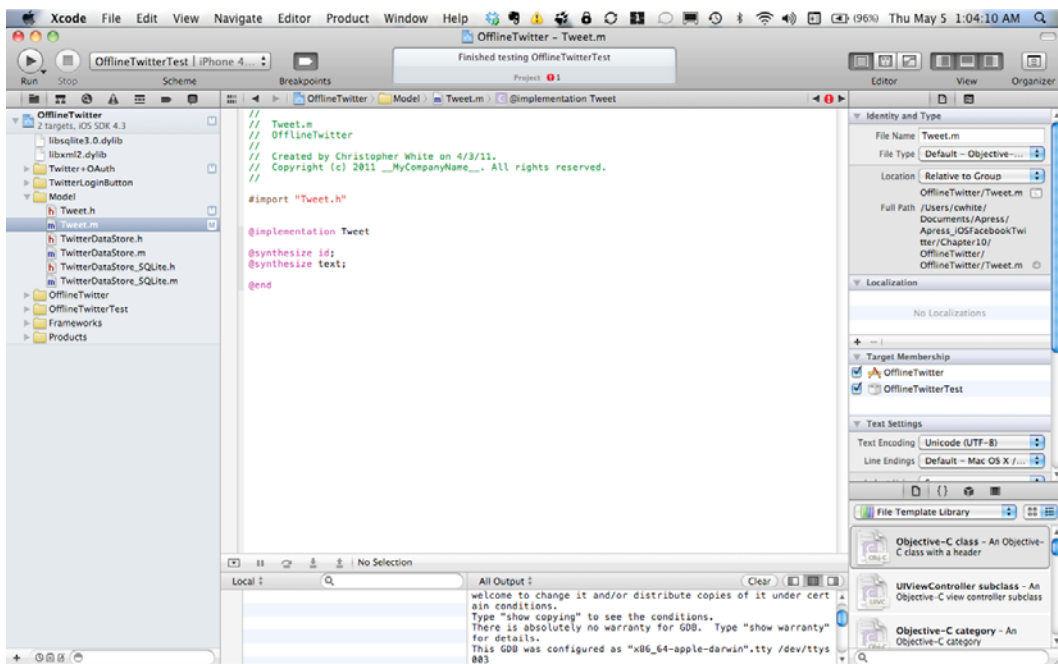 Xcode File Edit View Navigate Editor Product Window Help (96%) Thu May 5 1:04:10 AM
OfflineTwitter – Tweet.m
OfflineTwitterTest | iPhone 4...
Finished testing OfflineTwitterTest
Project 1
Run Stop Scheme Breakpoints Editor View Organizer
OfflineTwitter
2 targets, iOS SDK 4.3
libsqlite3.0.dylib
libxml2.dylib
Twitter+OAuth
TwitterLoginButton
Model
Tweet.h
Tweet.m
TwitterDataStore.h
TwitterDataStore.m
TwitterDataStore_SQLite.h
TwitterDataStore_SQLite.m
OfflineTwitter
OfflineTwitterTest
Frameworks
Products
OfflineTwitter Model Tweet.m @implementation Tweet
//
// Tweet.m
// OfflineTwitter
//
// Created by Christopher White on 4/3/11.
// Copyright (c) 2011 __MyCompanyName__. All rights reserved.
//
#import "Tweet.h"
@implementation Tweet
@synthesize id;
@synthesize text;
@end
No Selection
Local
All Output
Clear
welcome to change it and/or distribute copies of it under cert
ain conditions.
Type "show copying" to see the conditions.
There is absolutely no warranty for GDB. Type "show warranty"
for details.
This GDB was configured as "x86_64-apple-darwin".tty /dev/ttys
003
Identity and Type
File Name Tweet.m
File Type Default – Objective-...
Location Relative to Group
OfflineTwitter/Tweet.m
Full Path /Users/cwhite/
Documents/Apress/
Apress_iOSFacebookTwi
tter/Chapter10/
OfflineTwitter/
OfflineTwitter/Tweet.m
Localization
No Localizations
Target Membership
OfflineTwitter
OfflineTwitterTest
Text Settings
Text Encoding Unicode (UTF-8)
Line Endings Default – Mac OS X /...
File Template Library
Objective-C class – An Objective-
C class with a header
UIViewController subclass – An
Objective-C view controller subclass
Objective-C category – An
Objective-C category